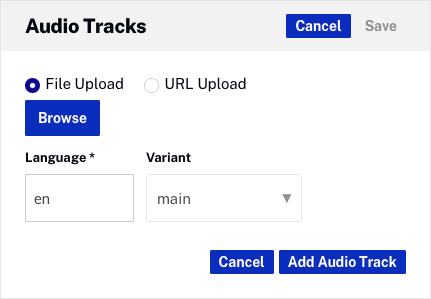 Audio Tracks
Cancel
Save
File Upload
URL Upload
Browse
Language *
Variant
en
main
Cancel
Add Audio Track